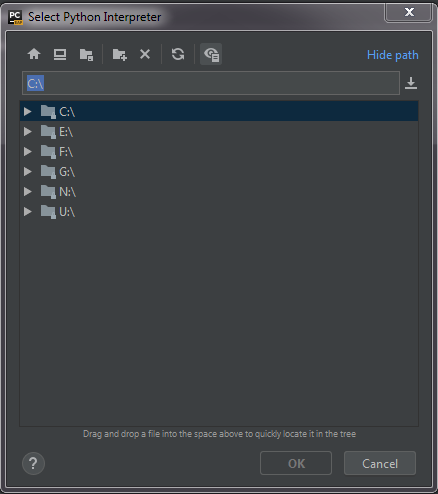 PC
Select Python Interpreter
Hide path
C:\
C:\
E:\
F:\
G:\
N:\
U:\
Drag and drop a file into the space above to quickly locate it in the tree
?
OK
Cancel